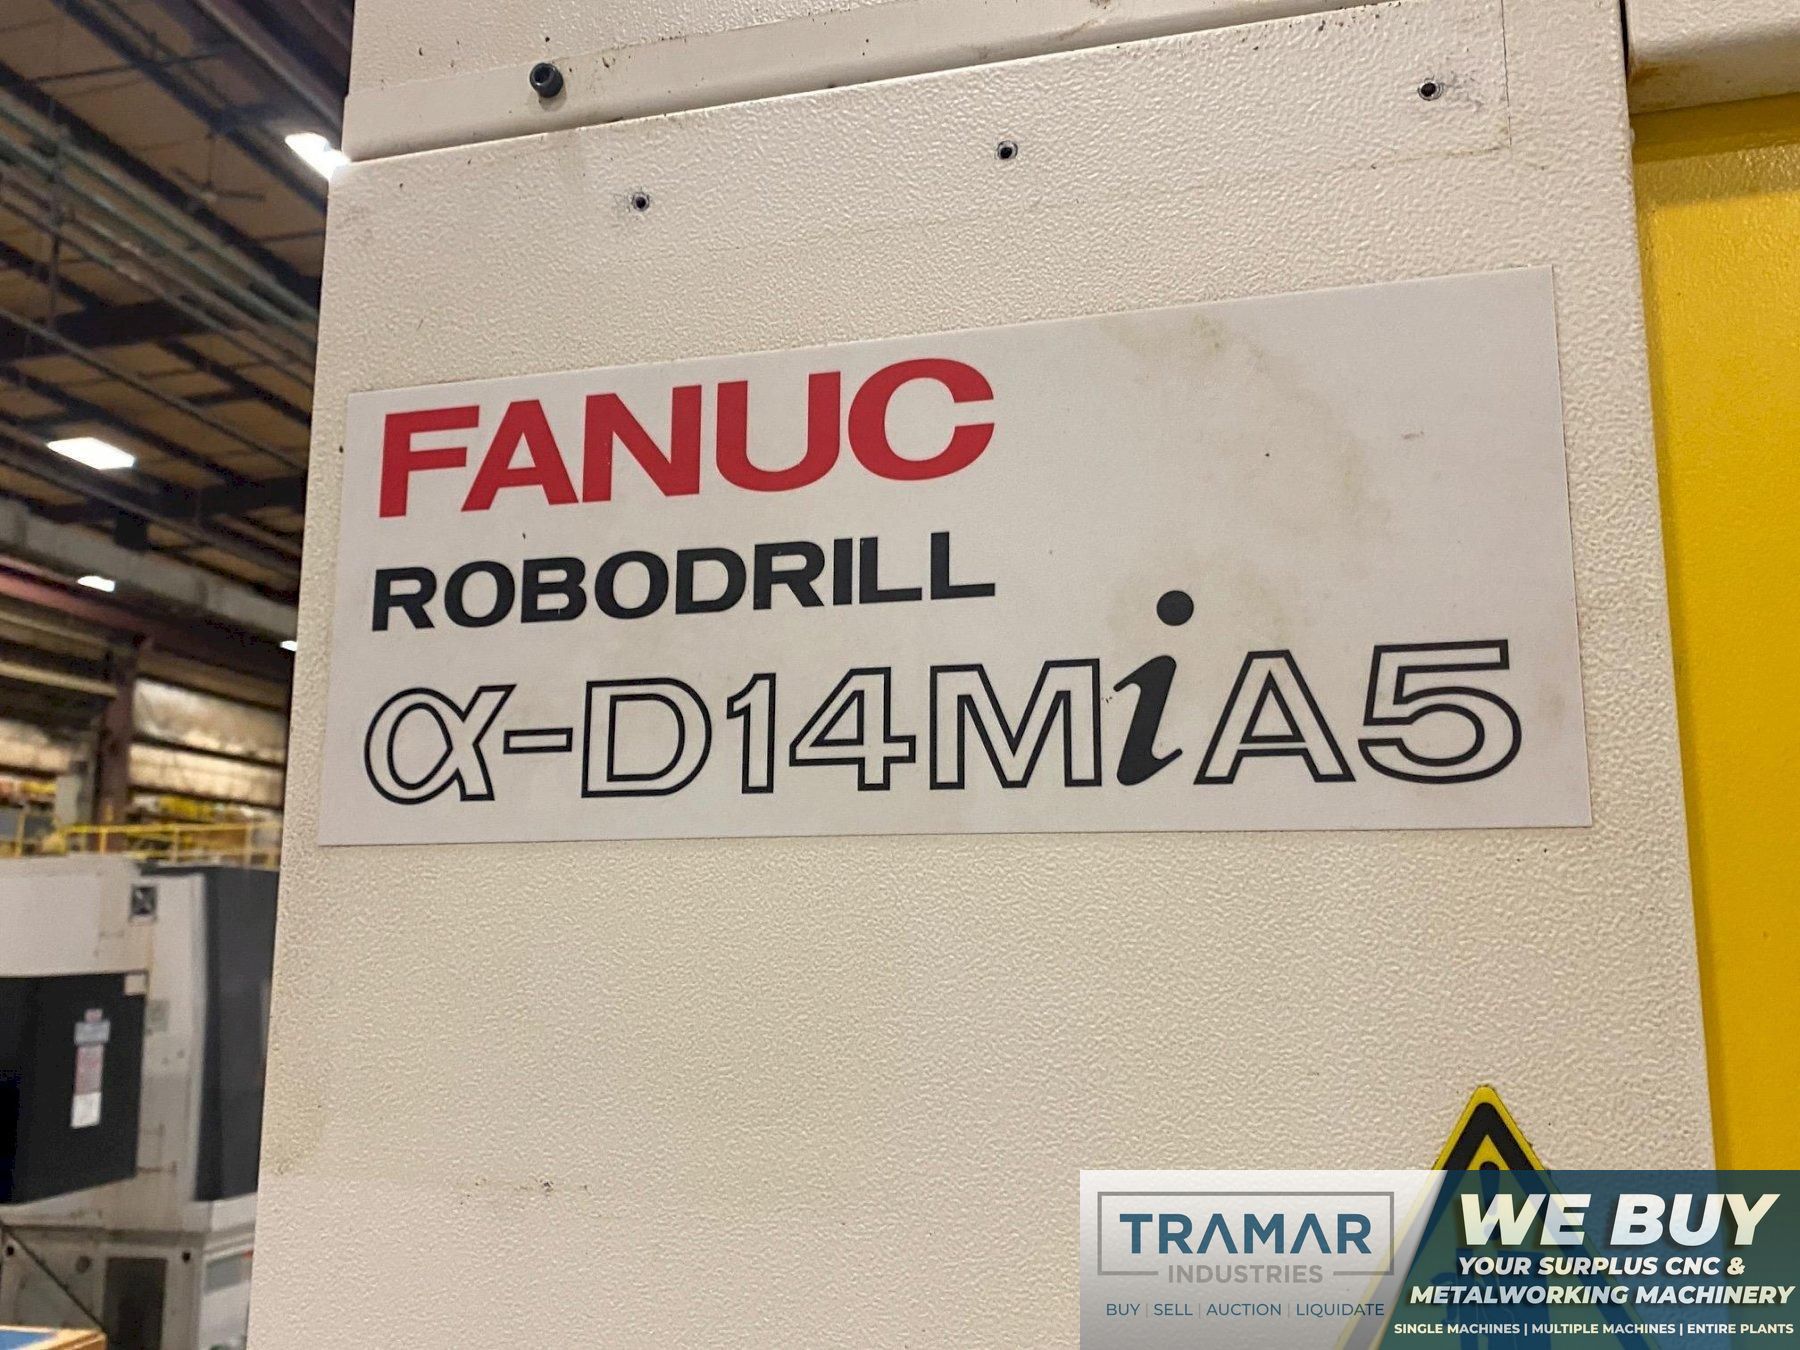 FANUC
ROBODRILL
α-D14MiA5
TRAMAR
INDUSTRIES
BUY | SELL | AUCTION | LIQUIDATE
WE BUY
YOUR SURPLUS CNC &
METALWORKING MACHINERY
SINGLE MACHINES | MULTIPLE MACHINES | ENTIRE PLANTS